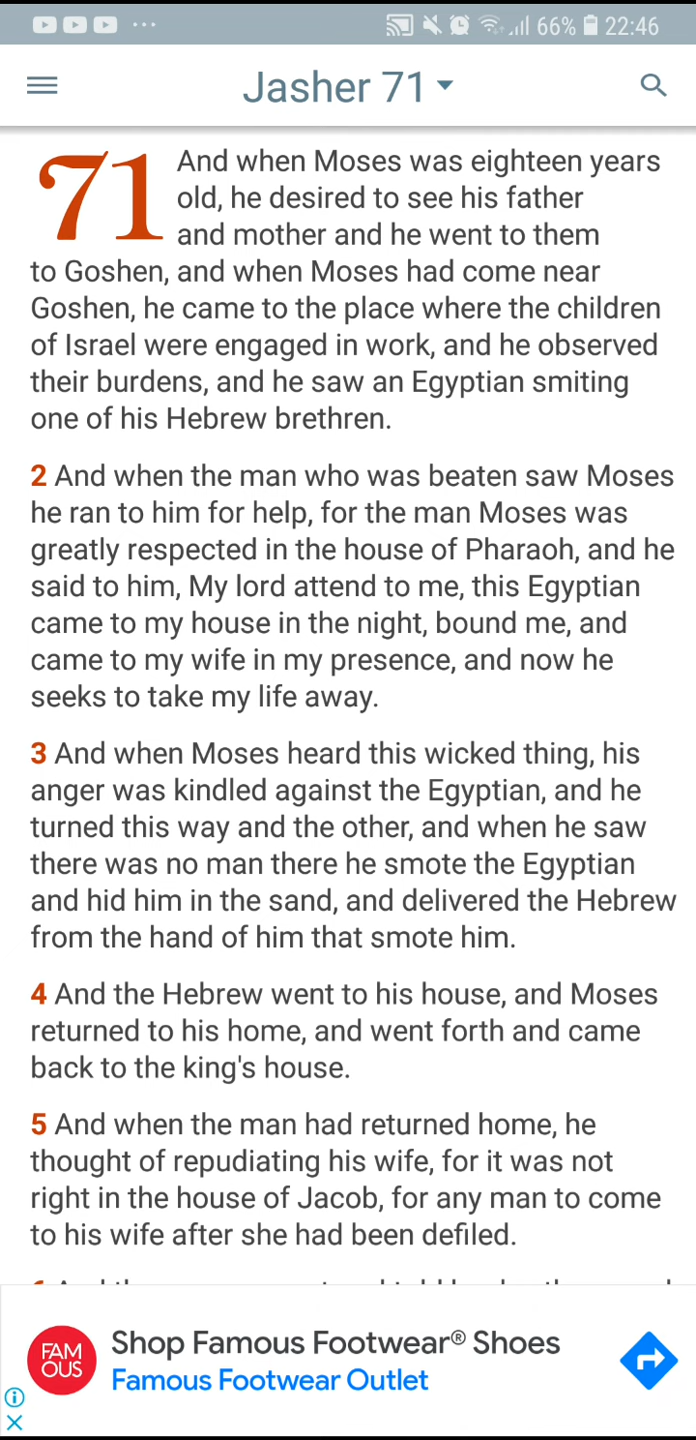 66% 22:46
Jasher 71
71 And when Moses was eighteen years
old, he desired to see his father
and mother and he went to them
to Goshen, and when Moses had come near
Goshen, he came to the place where the children
of Israel were engaged in work, and he observed
their burdens, and he saw an Egyptian smiting
one of his Hebrew brethren.
2 And when the man who was beaten saw Moses
he ran to him for help, for the man Moses was
greatly respected in the house of Pharaoh, and he
said to him, My lord attend to me, this Egyptian
came to my house in the night, bound me, and
came to my wife in my presence, and now he
seeks to take my life away.
3 And when Moses heard this wicked thing, his
anger was kindled against the Egyptian, and he
turned this way and the other, and when he saw
there was no man there he smote the Egyptian
and hid him in the sand, and delivered the Hebrew
from the hand of him that smote him.
4 And the Hebrew went to his house, and Moses
returned to his home, and went forth and came
back to the king's house.
5 And when the man had returned home, he
thought of repudiating his wife, for it was not
right in the house of Jacob, for any man to come
to his wife after she had been defiled.
FAM
OUS
Shop Famous Footwear® Shoes
Famous Footwear Outlet